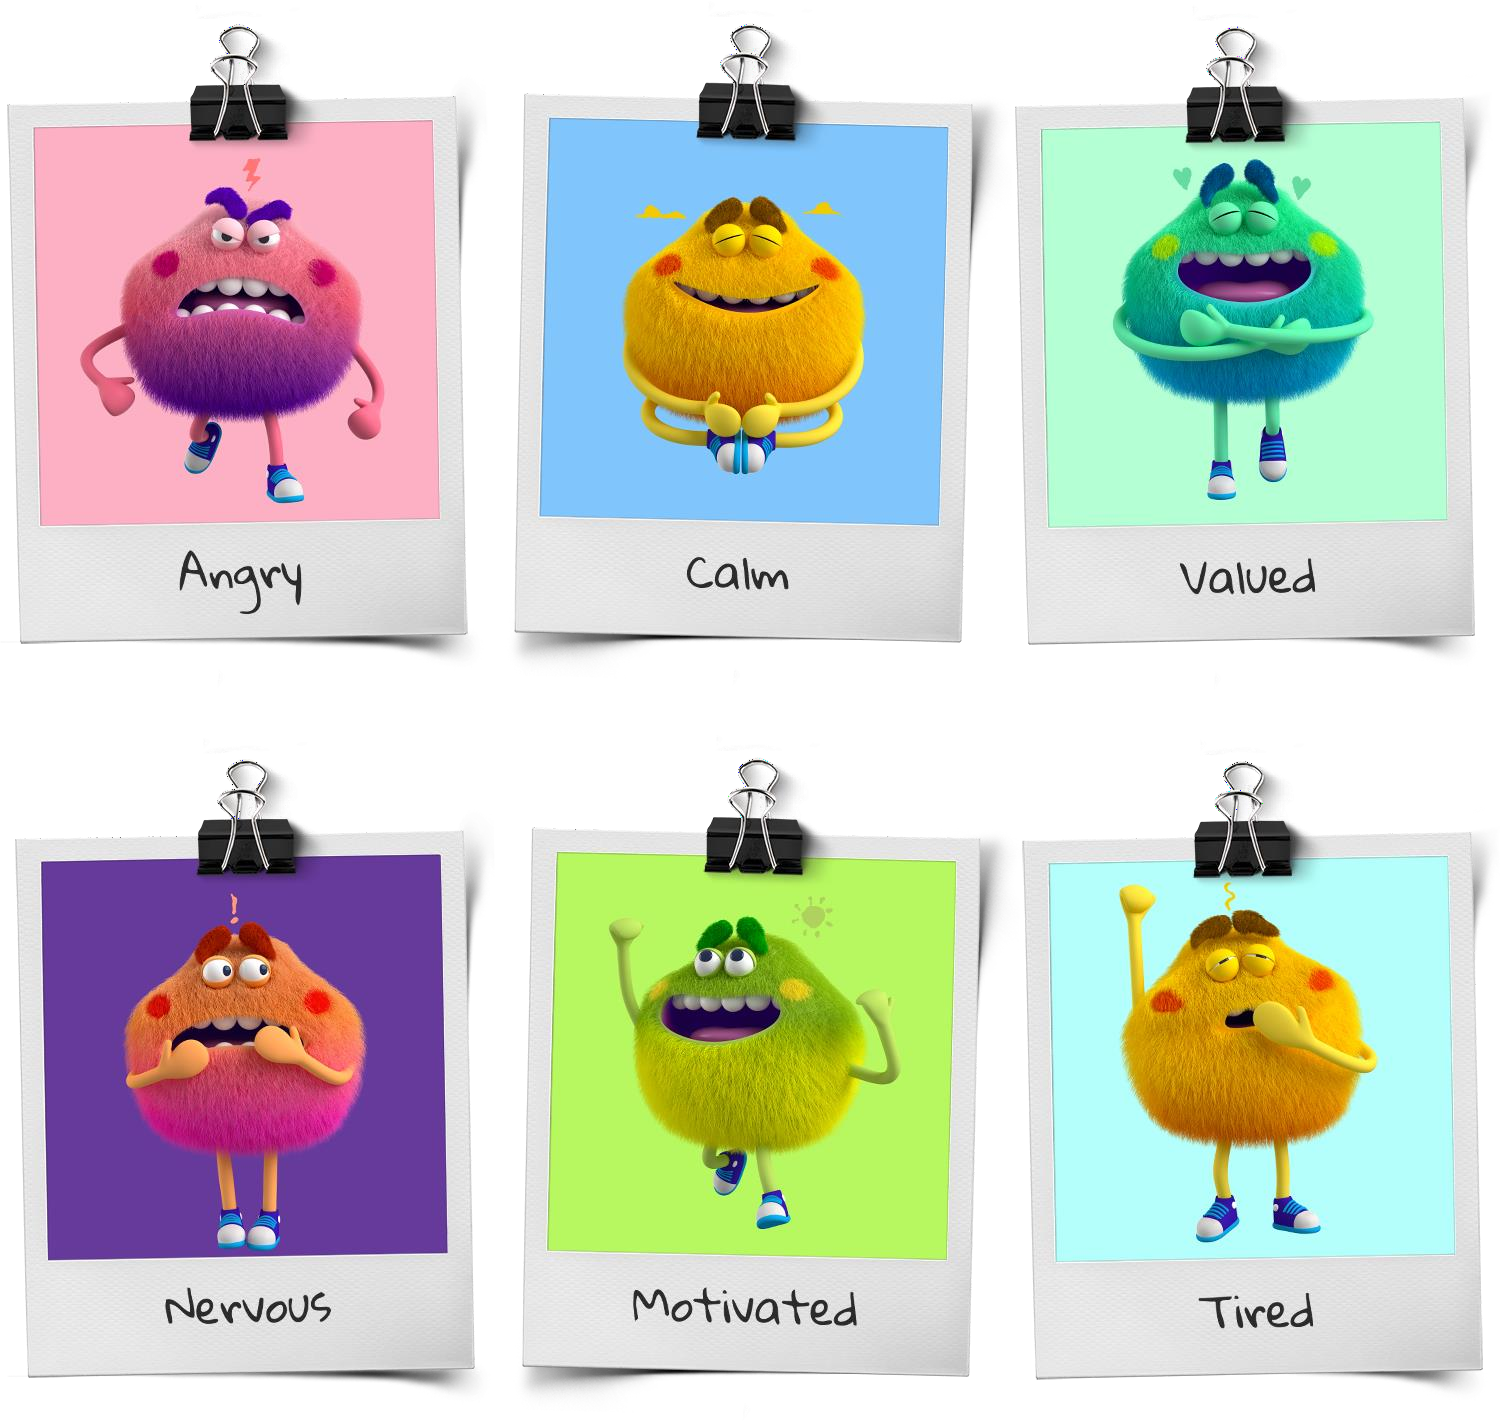 Angry
Calm
Valued
Nervous
Motivated
Tired